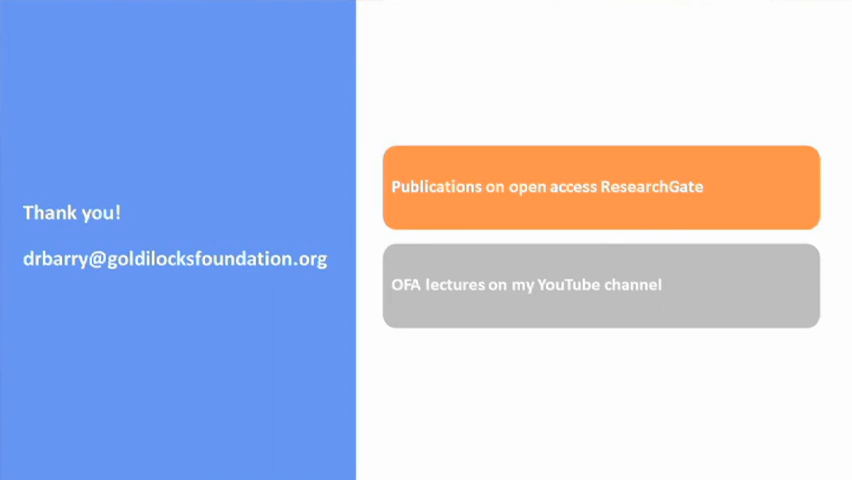 Thank you!
drbarry@goldilocksfoundation.org
Publications on open access ResearchGate
OFA lectures on my YouTube channel